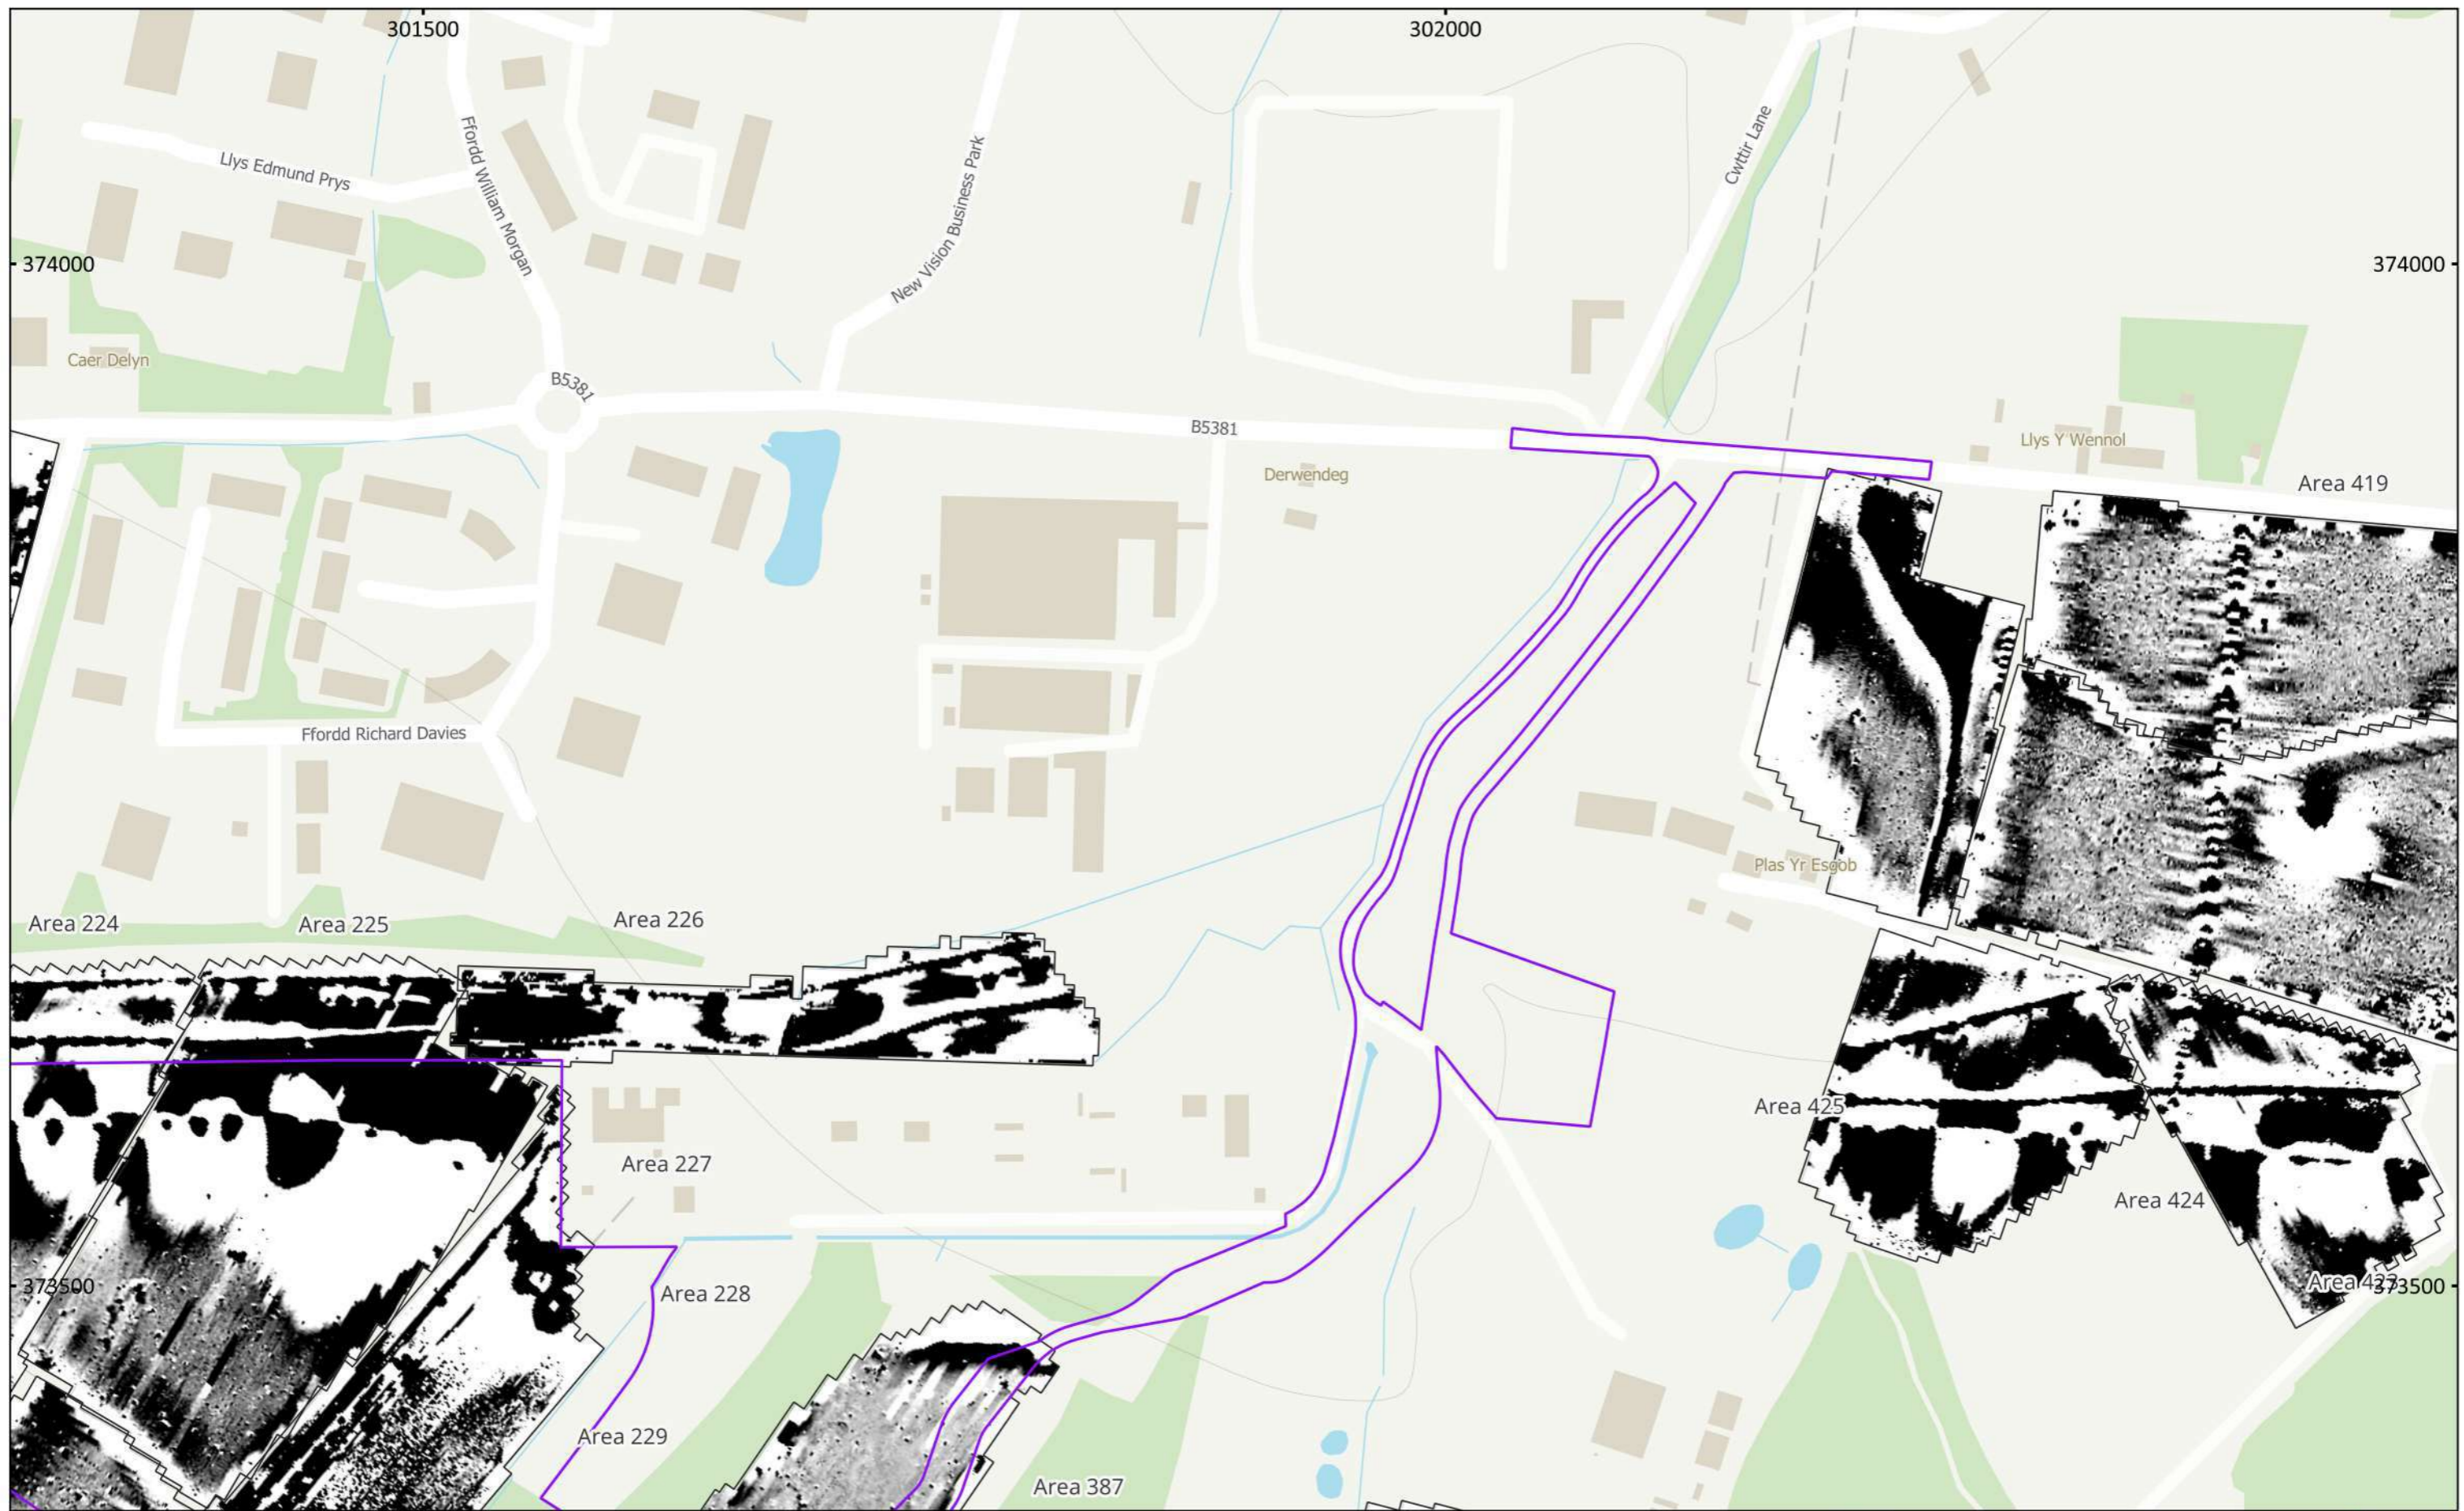 301500
302000
Cwttir Lane
Ffordd William Morgan
New Vision Business Park
Llys Edmund Prys
374000
374000
Caer Delyn
B5381
B5381
Llys Y Wennol
Derwendeg
Area 419
Ffordd Richard Davies
Plas Yr Esgob
Area 224
Area 225
Area 226
Area 425
Area 227
Area 424
373500
Area 228
Area 423
373500
Area 229
Area 387